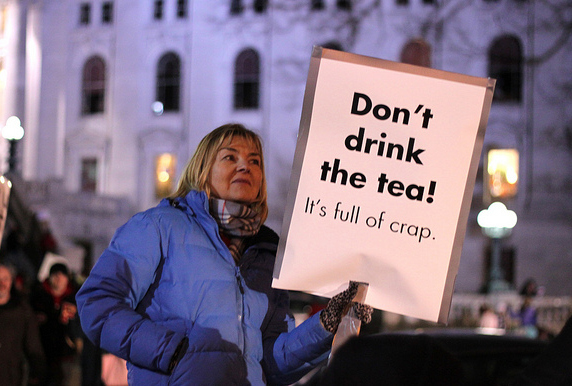 Don't
drink
the tea!
It's full of crap.